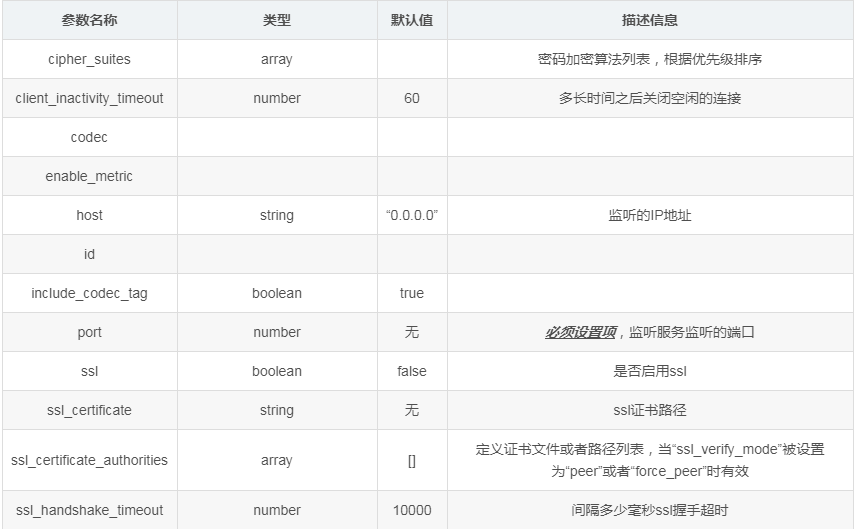 参数名称 类型 默认值 描述信息
cipher_suites array 密码加密算法列表，根据优先级排序
client_inactivity_timeout number 60 多长时间之后关闭空闲的连接
codec
enable_metric
host string “0.0.0.0” 监听的IP地址
id
include_codec_tag boolean true
port number 无 必须设置项，监听服务监听的端口
ssl boolean false 是否启用ssl
ssl_certificate string 无 ssl证书路径
ssl_certificate_authorities array [] 定义证书文件或者路径列表，当“ssl_verify_mode”被设置
为“peer”或者“force_peer”时有效
ssl_handshake_timeout number 10000 间隔多少毫秒ssl握手超时